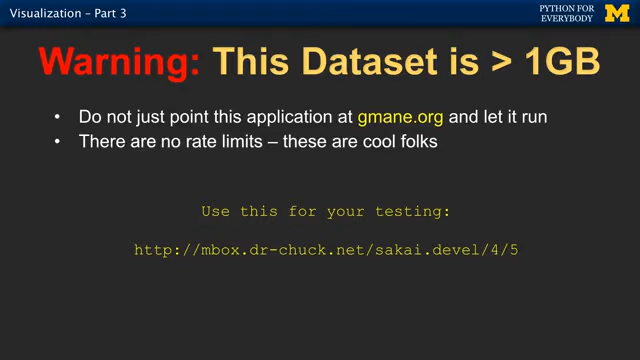 Visualization – Part 3
PYTHON FOR
EVERYBODY
Warning: This Dataset is > 1GB
• Do not just point this application at gmane.org and let it run
• There are no rate limits – these are cool folks
Use this for your testing:
http://mbox.dr-chuck.net/sakai.devel/4/5